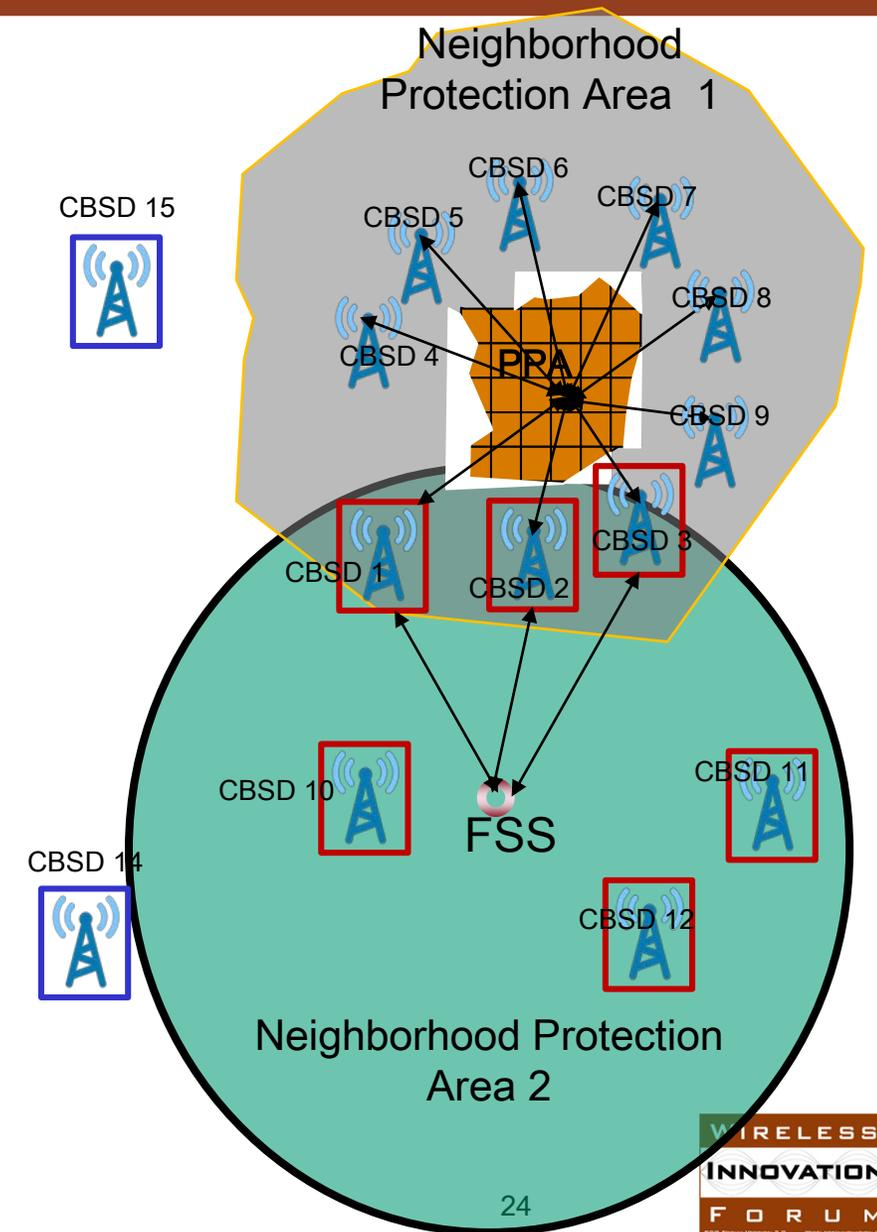 Neighborhood
Protection Area 1
CBSD 6
CBSD 7
CBSD 15
CBSD 5
CBSD 8
CBSD 4
PPA
CBSD 9
CBSD 3
CBSD 1
CBSD 2
CBSD 11
CBSD 10
FSS
CBSD 14
CBSD 12
Neighborhood Protection
Area 2
WIRELESS
INNOVATION
FORUM
24